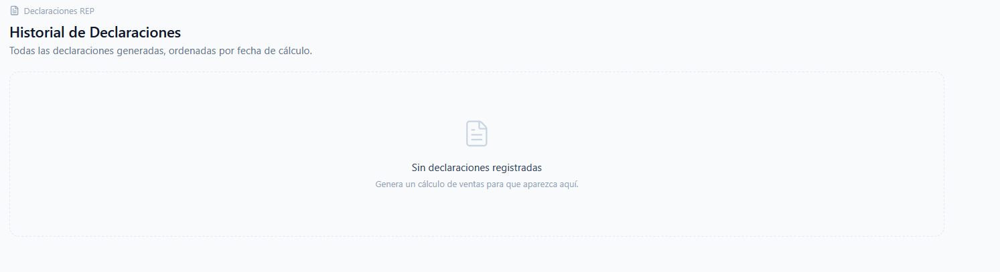 Declaraciones REP
Historial de Declaraciones
Todas las declaraciones generadas, ordenadas por fecha de cálculo.
Sin declaraciones registradas
Genera un cálculo de ventas para que aparezca aquí.